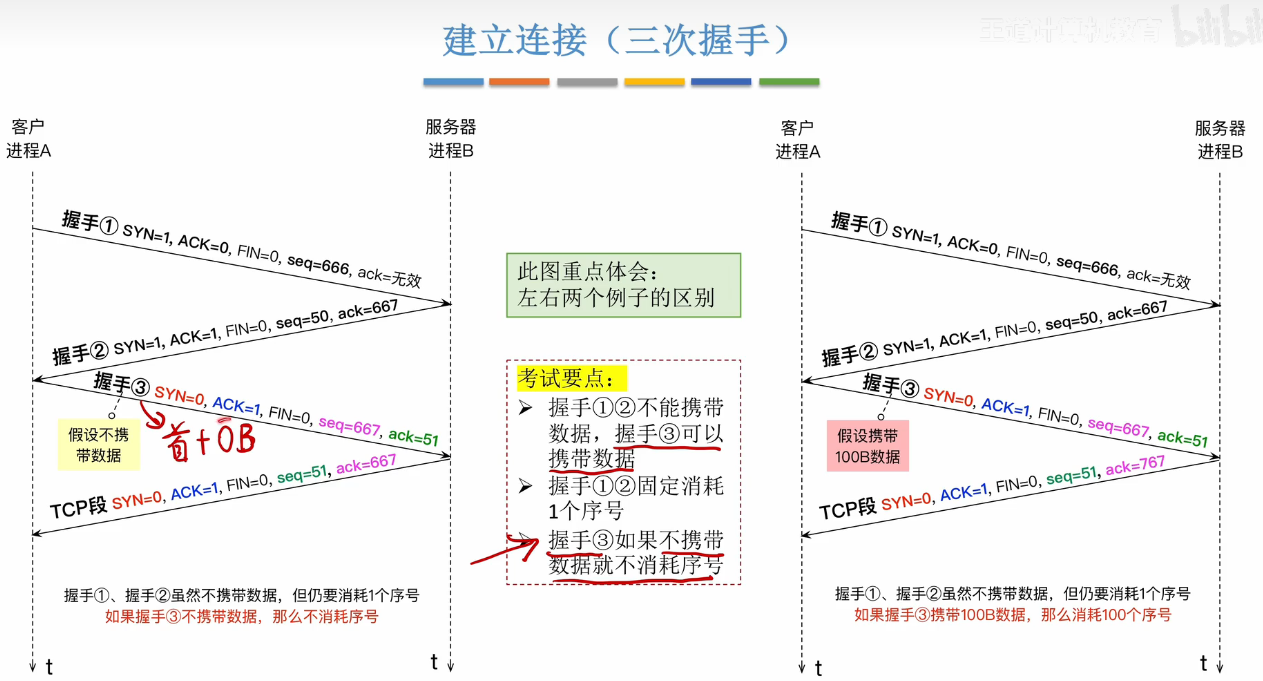 建立连接（三次握手）
王道计算机教育 bilibili
客户
进程A
服务器
进程B
握手① SYN=1, ACK=0, FIN=0, seq=666, ack=无效
握手② SYN=1, ACK=1, FIN=0, seq=50, ack=667
握手③ SYN=0, ACK=1, FIN=0, seq=667, ack=51
假设不携
带数据
首+0B
TCP段 SYN=0, ACK=1, FIN=0, seq=51, ack=667
握手①、握手②虽然不携带数据，但仍要消耗1个序号
如果握手③不携带数据，那么不消耗序号
t
t
此图重点体会：
左右两个例子的区别
考试要点：
➢ 握手①②不能携带
数据，握手③可以
携带数据
➢ 握手①②固定消耗
1个序号
➢ 握手③如果不携带
数据就不消耗序号
客户
进程A
服务器
进程B
握手① SYN=1, ACK=0, FIN=0, seq=666, ack=无效
握手② SYN=1, ACK=1, FIN=0, seq=50, ack=667
握手③ SYN=0, ACK=1, FIN=0, seq=667, ack=51
假设携带
100B数据
TCP段 SYN=0, ACK=1, FIN=0, seq=51, ack=767
握手①、握手②虽然不携带数据，但仍要消耗1个序号
如果握手③携带100B数据，那么消耗100个序号
t
t